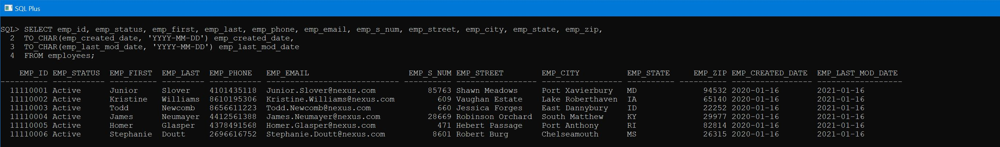 SQL Plus
SQL> SELECT emp_id, emp_status, emp_first, emp_last, emp_phone, emp_email, emp_s_num, emp_street, emp_city, emp_state, emp_zip,
  2  TO_CHAR(emp_created_date, 'YYYY-MM-DD') emp_created_date,
  3  TO_CHAR(emp_last_mod_date, 'YYYY-MM-DD') emp_last_mod_date
  4  FROM employees;
    EMP_ID EMP_STATUS  EMP_FIRST  EMP_LAST  EMP_PHONE   EMP_EMAIL                     EMP_S_NUM EMP_STREET        EMP_CITY          EMP_STATE     EMP_ZIP EMP_CREATED_DATE  EMP_LAST_MOD_DATE
---------- ----------- ---------- --------- ----------- ---------------------------- ---------- ----------------- ----------------- ---------- ---------- ----------------- ------------------
  11110001 Active      Junior     Slover    4101435118  Junior.Slover@nexus.com           85763 Shawn Meadows     Port Xavierbury   MD              94532 2020-01-16        2021-01-16
  11110002 Active      Kristine   Williams  8610195306  Kristine.Williams@nexus.com         609 Vaughan Estate    Lake Roberthaven  IA              65140 2020-01-16        2021-01-16
  11110003 Active      Todd       Newcomb   8656611223  Todd.Newcomb@nexus.com              660 Jessica Forges    East Dannybury    ID              22252 2020-01-16        2021-01-16
  11110004 Active      James      Neumayer  4412561388  James.Neumayer@nexus.com          28669 Robinson Orchard  South Matthew     KY              29977 2020-01-16        2021-01-16
  11110005 Active      Homer      Glasper   4378491568  Homer.Glasper@nexus.com             471 Hebert Passage    Port Anthony      RI              82814 2020-01-16        2021-01-16
  11110006 Active      Stephanie  Doutt     2696616752  Stephanie.Doutt@nexus.com          8601 Robert Burg       Chelseamouth      MS              26315 2020-01-16        2021-01-16